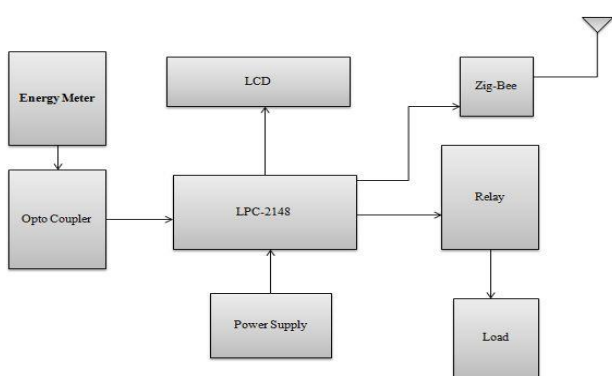 LCD
Zig-Bee
Energy Meter
Opto Coupler
LPC-2148
Relay
Power Supply
Load